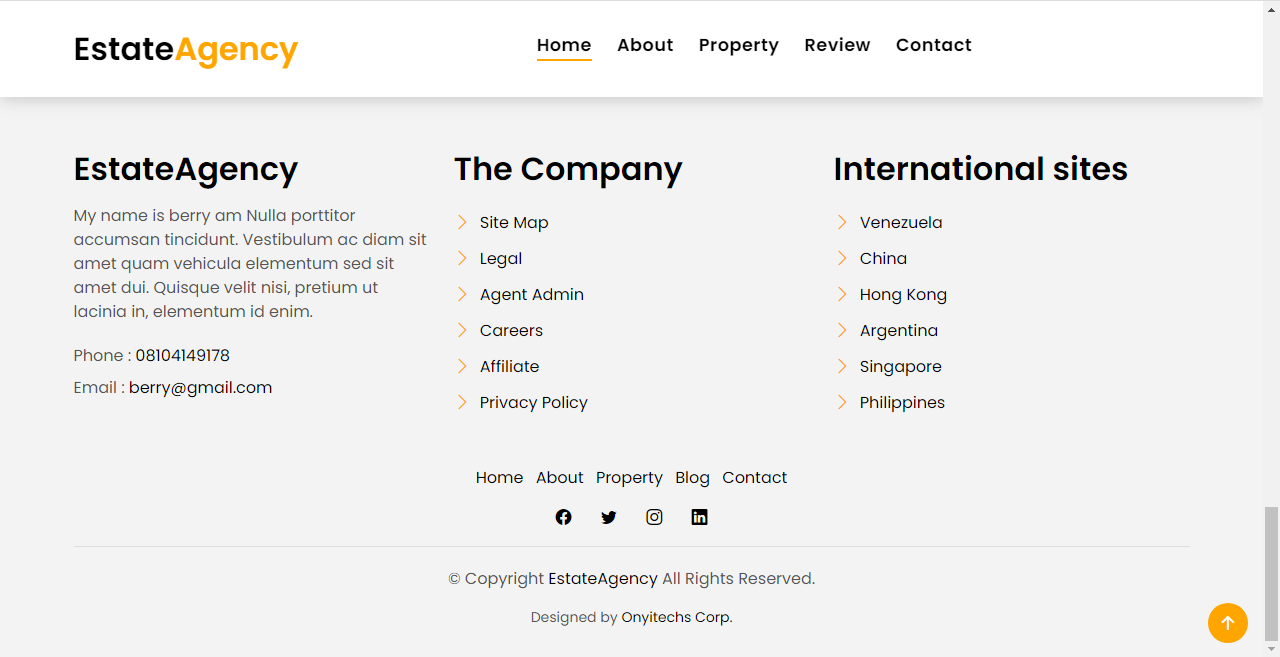 EstateAgency
Home About Property Review Contact
EstateAgency
My name is berry am Nulla porttitor
accumsan tincidunt. Vestibulum ac diam sit
amet quam vehicula elementum sed sit
amet dui. Quisque velit nisi, pretium ut
lacinia in, elementum id enim.
Phone : 08104149178
Email : berry@gmail.com
The Company
Site Map
Legal
Agent Admin
Careers
Affiliate
Privacy Policy
International sites
Venezuela
China
Hong Kong
Argentina
Singapore
Philippines
Home About Property Blog Contact
© Copyright EstateAgency All Rights Reserved.
Designed by Onyitechs Corp.